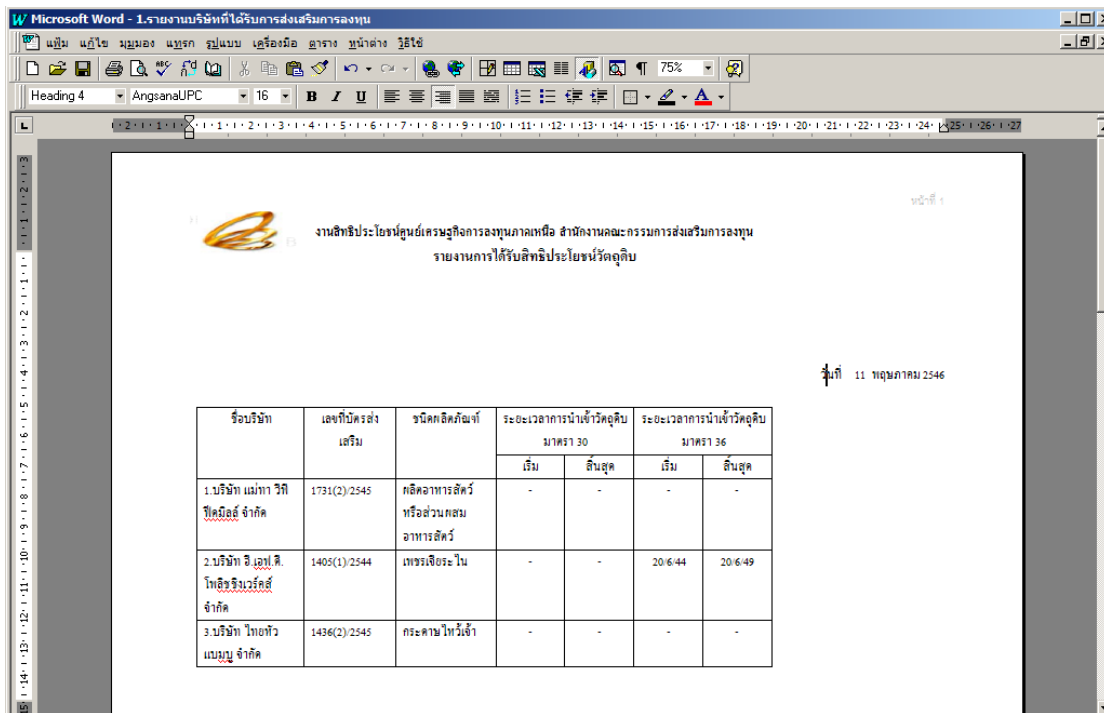 Microsoft Word - 1.รายงานบริษัทที่ได้รับการส่งเสริมการลงทุน
แฟ้ม แก้ไข มุมมอง แทรก รูปแบบ เครื่องมือ ตาราง หน้าต่าง วิธีใช้
75%
Heading 4 AngsanaUPC 16 B I U
หน้าที่ 1
งานสิทธิประโยชน์ศูนย์เศรษฐกิจการลงทุนภาคเหนือ สำนักงานคณะกรรมการส่งเสริมการลงทุน
รายงานการได้รับสิทธิประโยชน์วัตถุดิบ
วันที่ 11 พฤษภาคม 2546
ชื่อบริษัท เลขที่บัตรส่ง ชนิดผลิตภัณฑ์ ระยะเวลาการนำเข้าวัตถุดิบ ระยะเวลาการนำเข้าวัตถุดิบ
เสริม มาตรา 30 มาตรา 36
เริ่ม สิ้นสุด เริ่ม สิ้นสุด
1.บริษัท แม่ทา วีพี 1731(2)/2545 ผลิตอาหารสัตว์ - - - -
ฟีดมิลล์ จำกัด หรือส่วนผสม
อาหารสัตว์
2.บริษัท อี.เอฟ.ดี. 1405(1)/2544 เพชรเจียระไน - - 20/6/44 20/6/49
โพลิชชิงเวร์คส์
จำกัด
3.บริษัท ไทยทัว 1436(2)/2545 กระดาษไหว้เจ้า - - - -
แบมบู จำกัด